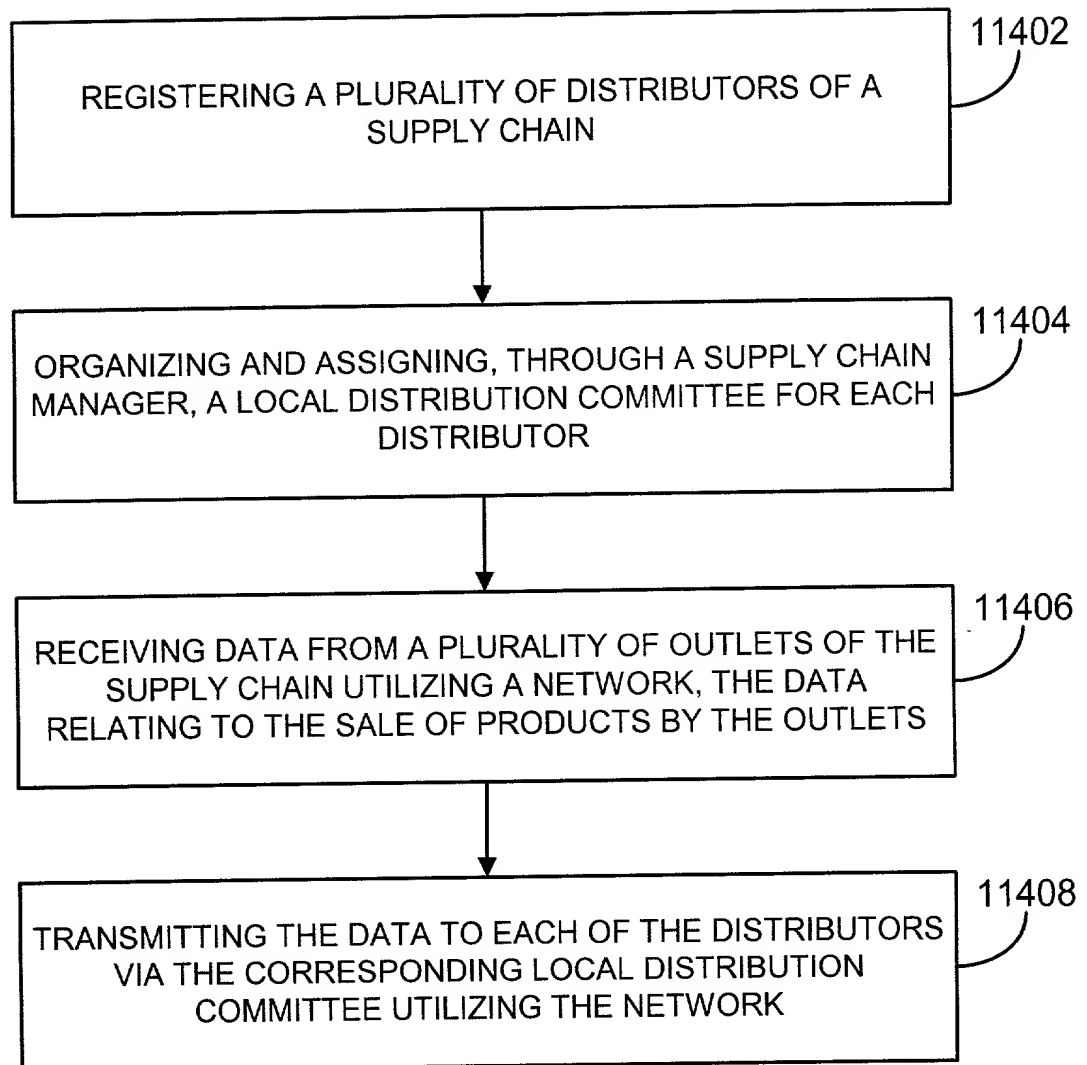 11402
REGISTERING A PLURALITY OF DISTRIBUTORS OF A
SUPPLY CHAIN
11404
ORGANIZING AND ASSIGNING, THROUGH A SUPPLY CHAIN
MANAGER, A LOCAL DISTRIBUTION COMMITTEE FOR EACH
DISTRIBUTOR
11406
RECEIVING DATA FROM A PLURALITY OF OUTLETS OF THE
SUPPLY CHAIN UTILIZING A NETWORK, THE DATA
RELATING TO THE SALE OF PRODUCTS BY THE OUTLETS
11408
TRANSMITTING THE DATA TO EACH OF THE DISTRIBUTORS
VIA THE CORRESPONDING LOCAL DISTRIBUTION
COMMITTEE UTILIZING THE NETWORK